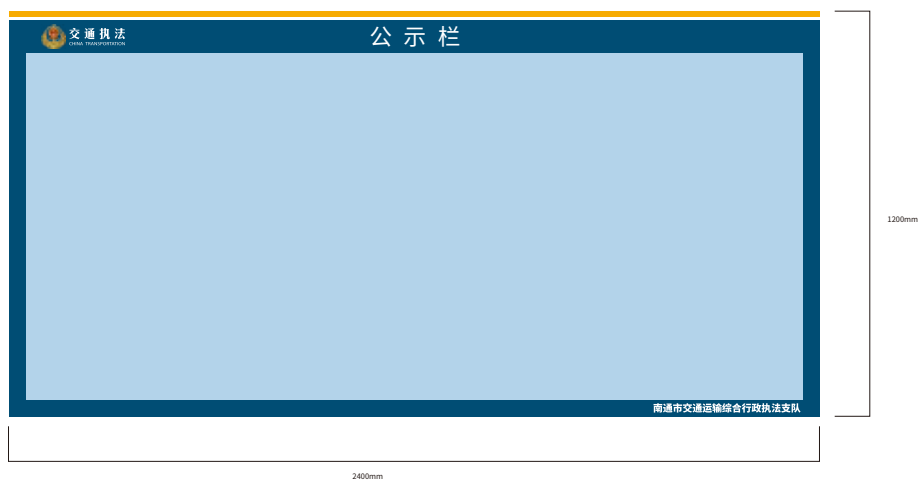 交通执法
CHINA TRANSPORTATION
公示栏
1200mm
南通市交通运输综合行政执法支队
2400mm